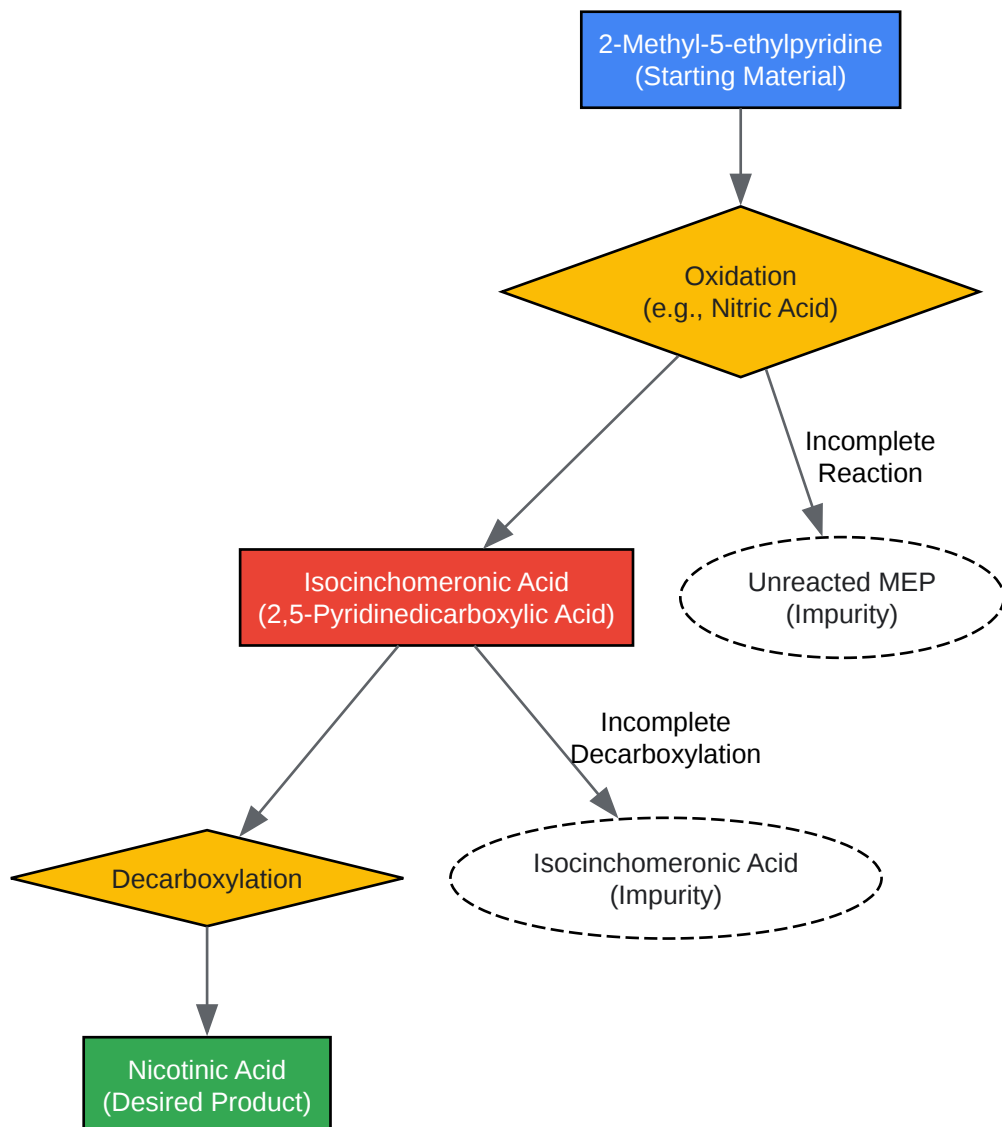 2-Methyl-5-ethylpyridine
(Starting Material)
Oxidation
(e.g., Nitric Acid)
Incomplete
Reaction
Isocinchomeronic Acid
(2,5-Pyridinedicarboxylic Acid)
Unreacted MEP
(Impurity)
Incomplete
Decarboxylation
Decarboxylation
Isocinchomeronic Acid
(Impurity)
Nicotinic Acid
(Desired Product)